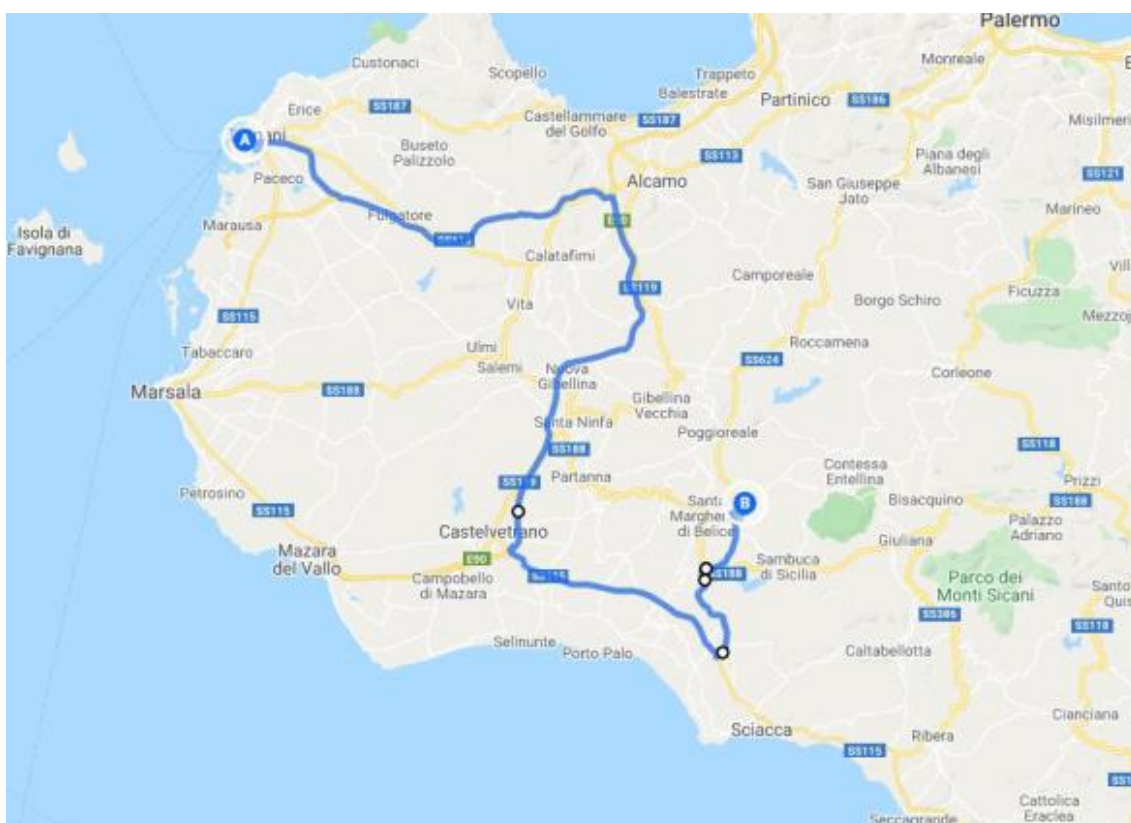 Palermo
Custonaci
Scopello
Trappeto
Balestrate
Monreale
Erice
SS187
Castellammare
del Golfo
SS187
Partinico
SS186
Misilmeri
A
Buseto
Palizzolo
SS113
Piana degli
Albanesi
SS121
Paceco
Alcamo
San Giuseppe
Jato
Marineo
Isola di
Favignana
Marausa
Fulgatore
Calatafimi
Camporeale
Ficuzza
Borgo Schiro
Vita
SS115
Roccamena
Tabaccaro
Ulmi
Salemi
Nuova
Gibellina
SS624
Corleone
Marsala
SS188
Gibellina
Vecchia
Santa Ninfa
Poggioreale
SS118
SS188
Contessa
Entellina
Prizzi
Petrosino
SS119
Partanna
Bisacquino
SS188
SS115
B
Palazzo
Adriano
Castelvetrano
Giuliana
Mazara
del Vallo
E90
Campobello
di Mazara
Sambuca
di Sicilia
SS188
Parco dei
Monti Sicani
SS386
SS118
Selinunte
Porto Palo
Caltabellotta
Cianciana
Sciacca
Ribera
SS115
Cattolica
Eraclea
Seccagrande